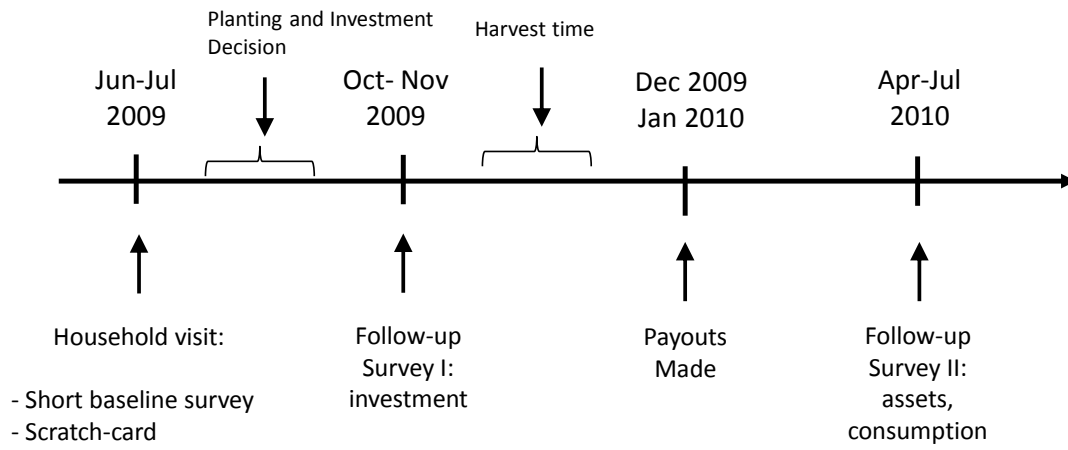 Planting and Investment
Decision
Harvest time
Jun-Jul
2009
Oct- Nov
2009
Dec 2009
Jan 2010
Apr-Jul
2010
Household visit:
- Short baseline survey
- Scratch-card
Follow-up
Survey I:
investment
Payouts
Made
Follow-up
Survey II:
assets,
consumption